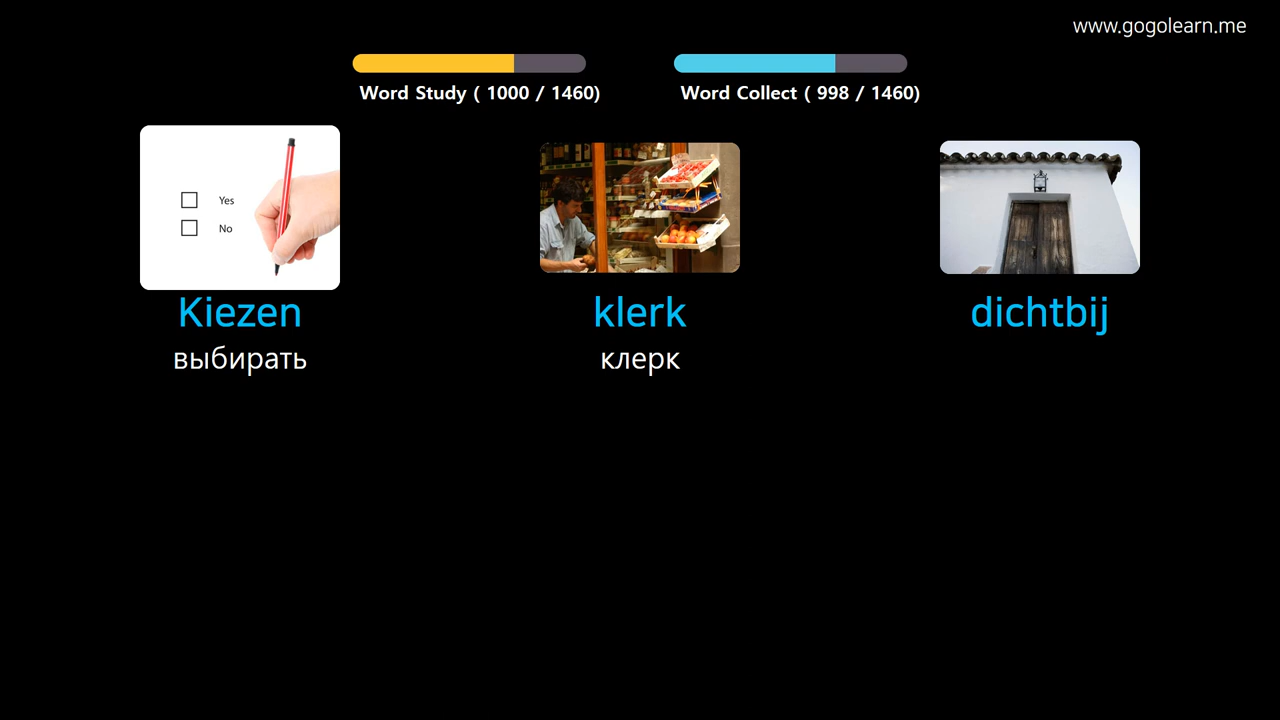 www.gogolearn.me
Word Study ( 1000 / 1460)
Word Collect ( 998 / 1460)
Yes
No
Kiezen
klerk
dichtbij
выбирать
клерк